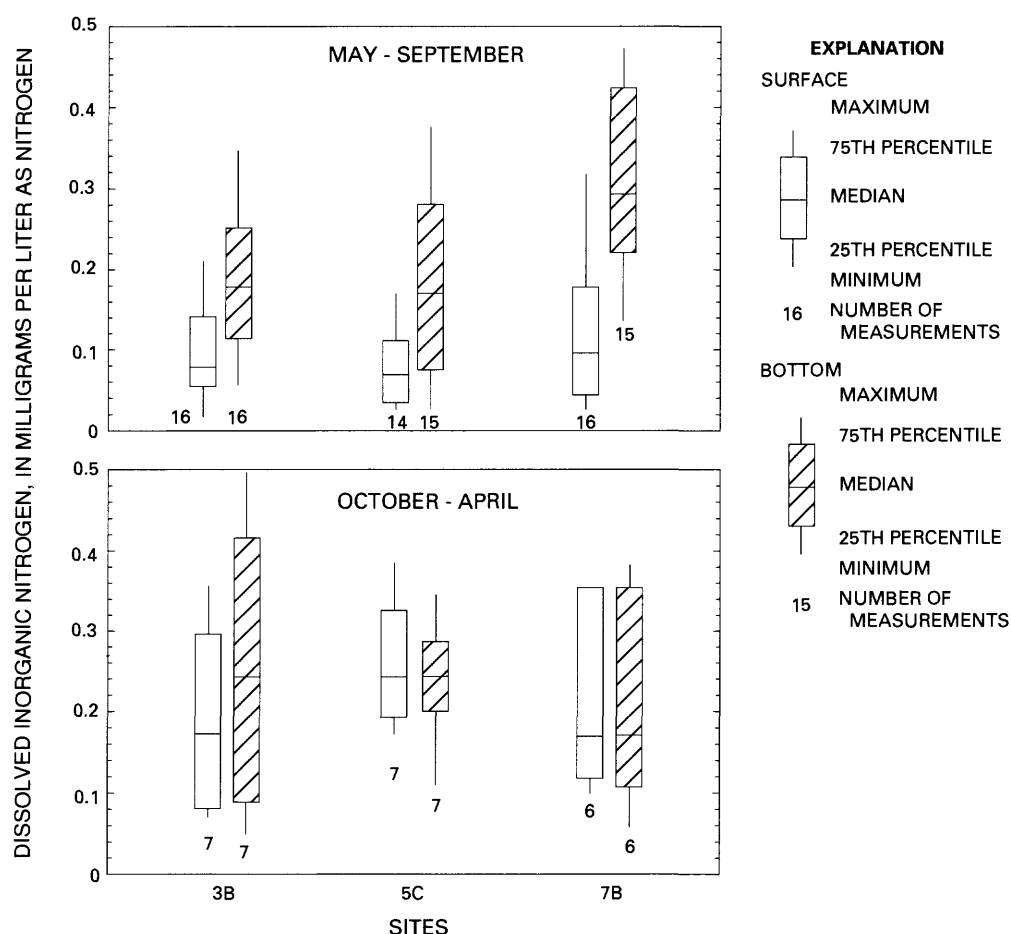 DISSOLVED INORGANIC NITROGEN, IN MILLIGRAMS PER LITER AS NITROGEN
0.5
0.4
0.3
0.2
0.1
0
MAY - SEPTEMBER
16
16
14
15
16
15
0.5
0.4
0.3
0.2
0.1
0
OCTOBER - APRIL
7
7
7
7
6
6
3B
5C
7B
SITES
EXPLANATION
SURFACE
MAXIMUM
75TH PERCENTILE
MEDIAN
25TH PERCENTILE
MINIMUM
16
NUMBER OF
MEASUREMENTS
BOTTOM
MAXIMUM
75TH PERCENTILE
MEDIAN
25TH PERCENTILE
MINIMUM
15
NUMBER OF
MEASUREMENTS